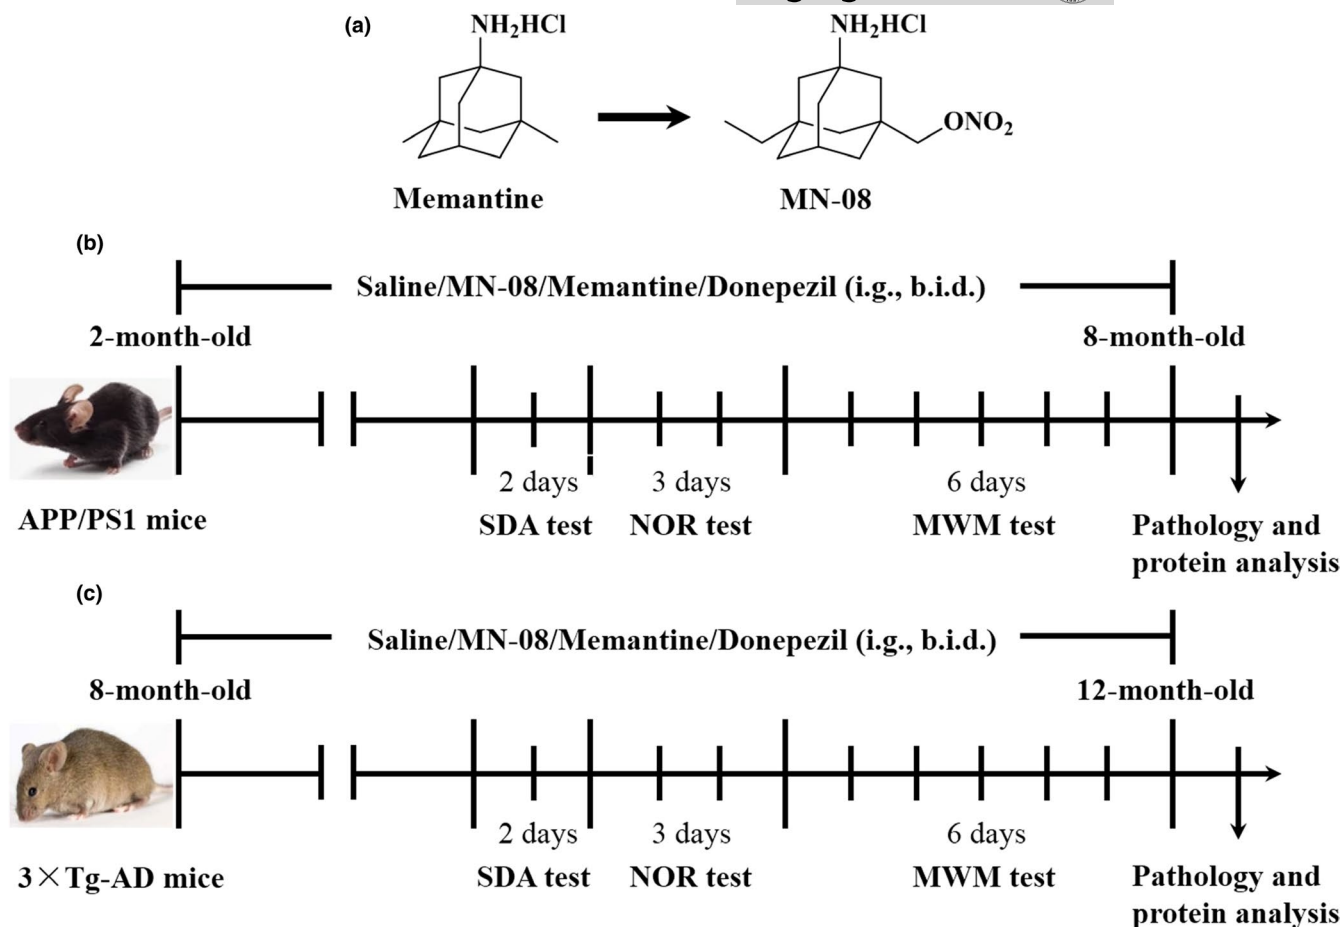 (a)
NH2HCl
NH2HCl
ONO2
Memantine
MN-08
(b)
Saline/MN-08/Memantine/Donepezil (i.g., b.i.d.)
2-month-old
8-month-old
2 days
3 days
6 days
APP/PS1 mice
SDA test
NOR test
MWM test
Pathology and
protein analysis
(c)
Saline/MN-08/Memantine/Donepezil (i.g., b.i.d.)
8-month-old
12-month-old
2 days
3 days
6 days
3×Tg-AD mice
SDA test
NOR test
MWM test
Pathology and
protein analysis